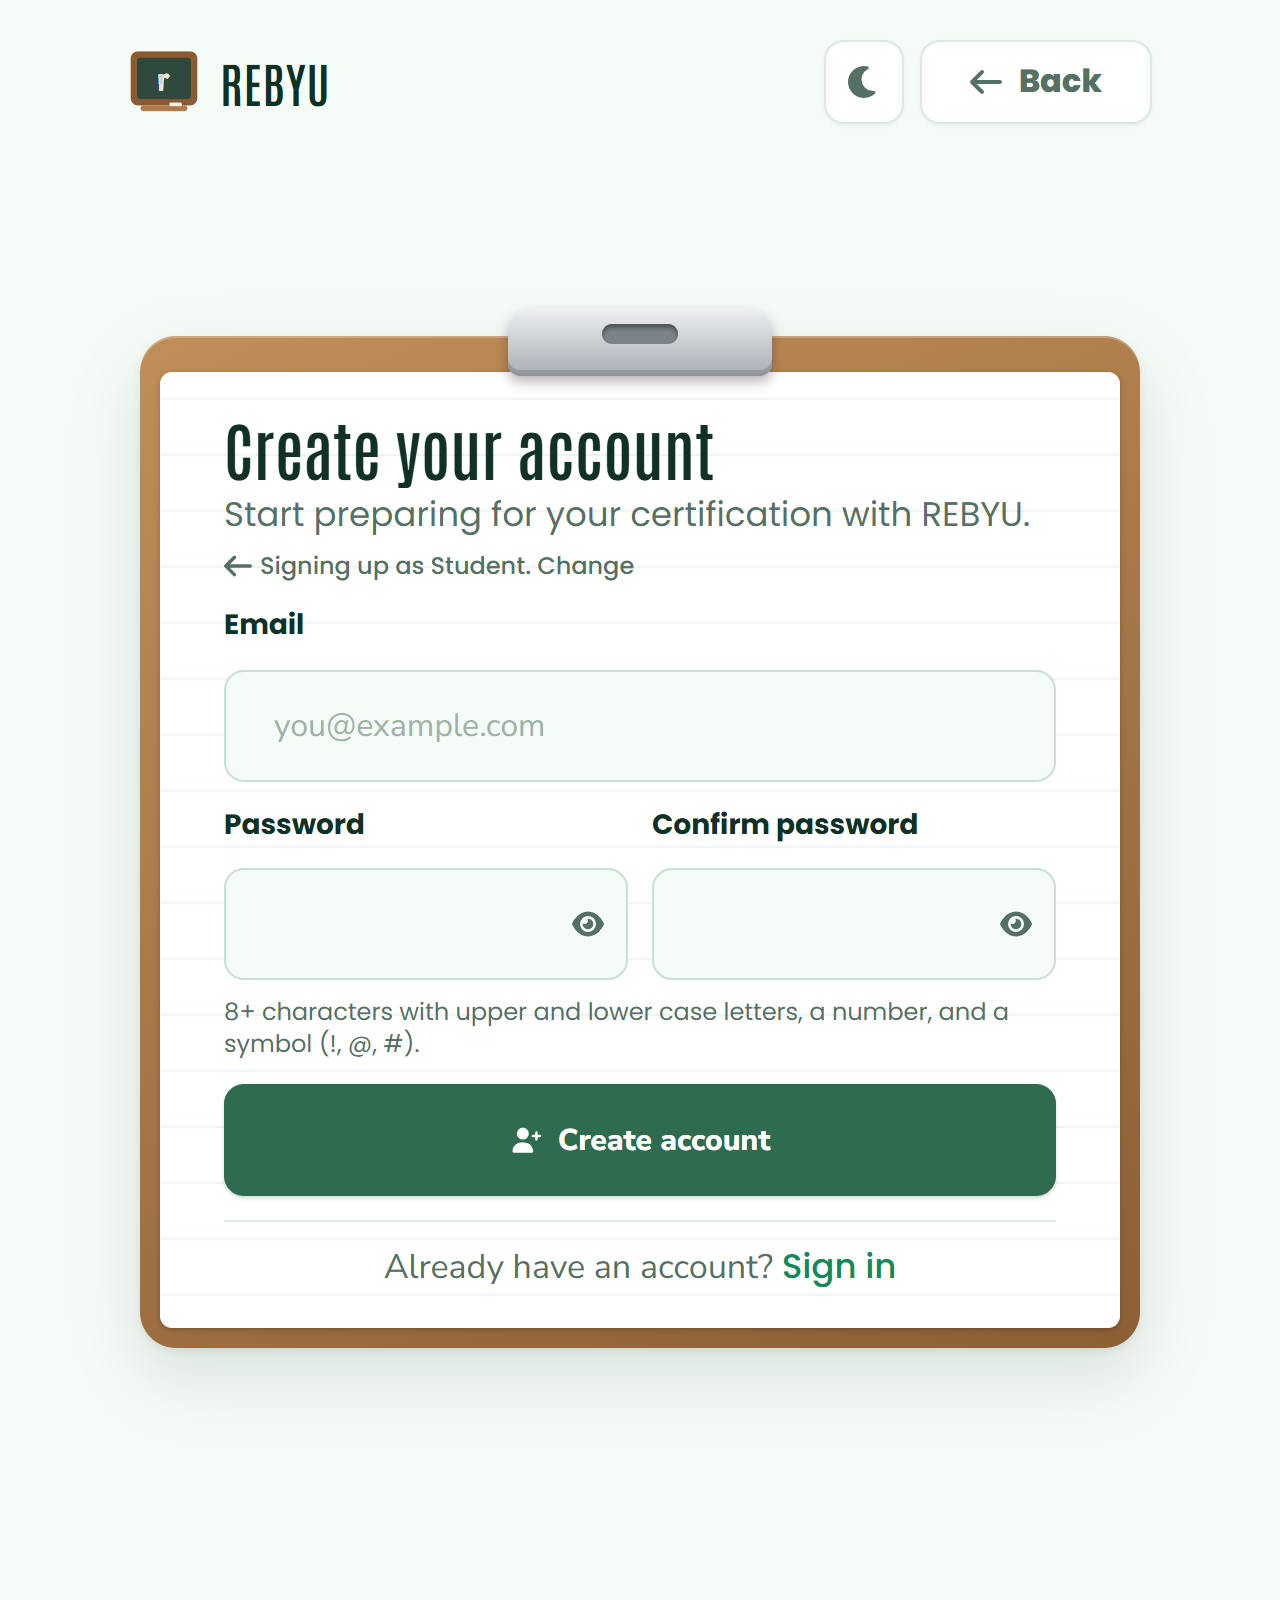 r
REBYU
Back
Create your account
Start preparing for your certification with REBYU.
Signing up as Student. Change
Email
you@example.com
Password
Confirm password
8+ characters with upper and lower case letters, a number, and a
symbol (!, @, #).
Create account
Already have an account? Sign in